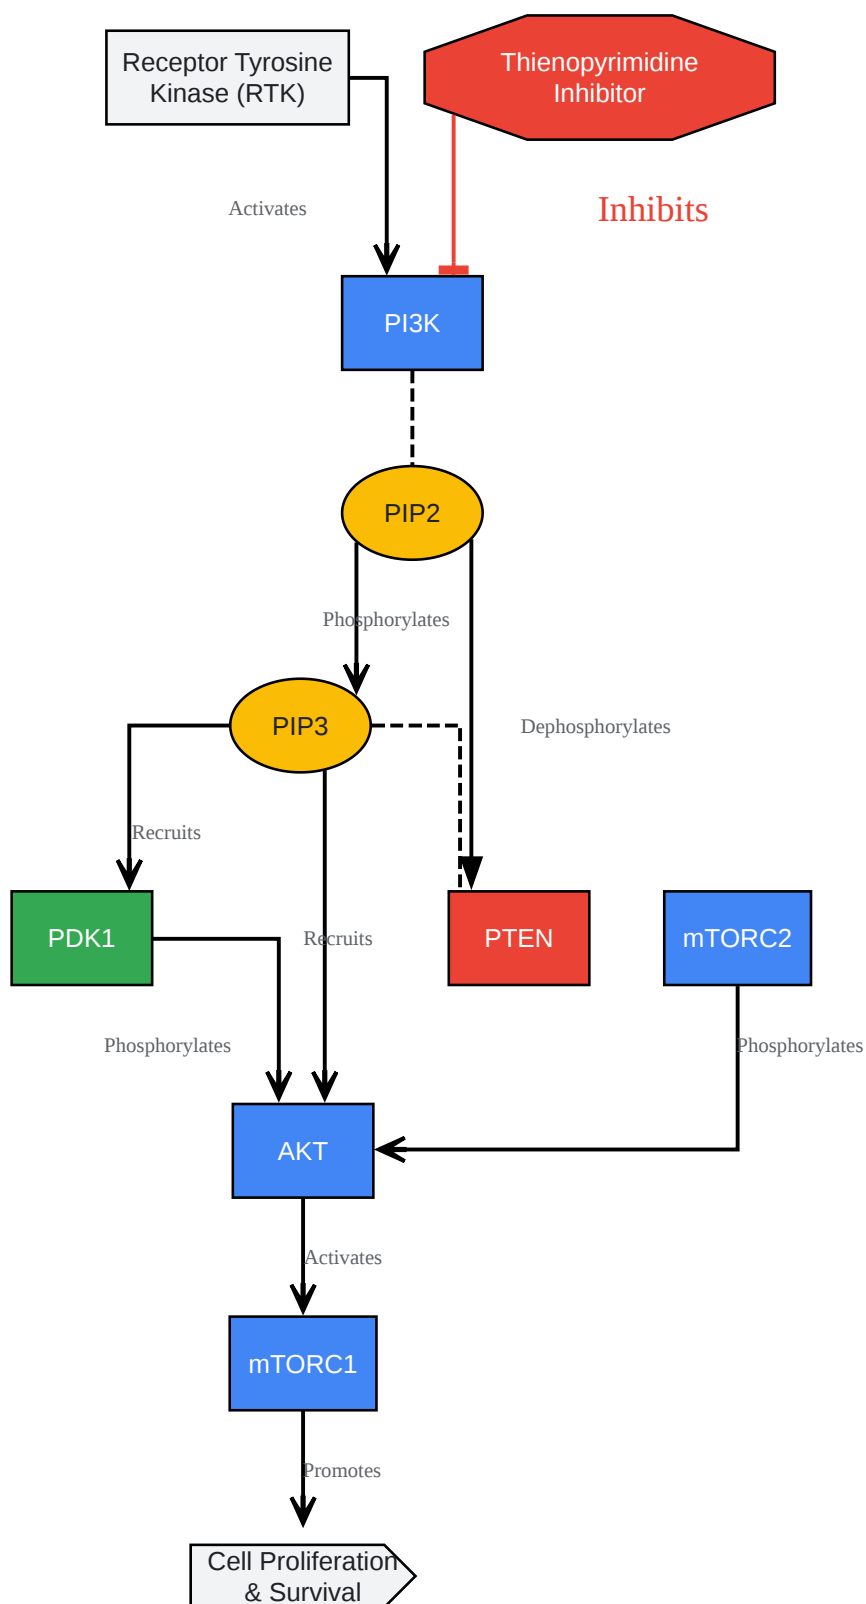 Receptor Tyrosine
Kinase (RTK)
Thienopyrimidine
Inhibitor
Activates
Inhibits
PI3K
PIP2
Phosphorylates
PIP3
Dephosphorylates
Recruits
PDK1
Recruits
PTEN
mTORC2
Phosphorylates
Phosphorylates
AKT
Activates
mTORC1
Promotes
Cell Proliferation
& Survival